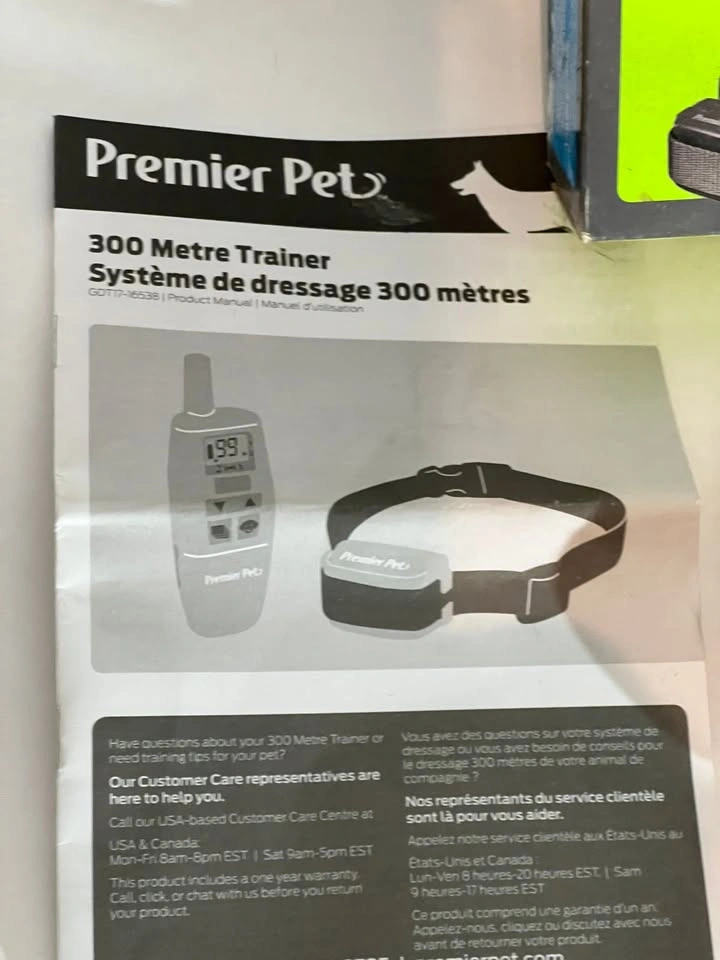 Premier Pet
300 Metre Trainer
Système de dressage 300 mètres
GDT17-16538 | Product Manual | Manuel d'utilisation
99
Premier Pet
Premier Pet
Have questions about your 300 Metre Trainer or
need training tips for your pet?
Our Customer Care representatives are
here to help you.
Call our USA-based Customer Care Centre at
USA & Canada:
Mon-Fri 8am-8pm EST | Sat 9am-5pm EST
This product includes a one year warranty.
Call, click, or chat with us before you return
your product.
Vous avez des questions sur votre système de
dressage ou vous avez besoin de conseils pour
le dressage 300 mètres de votre animal de
compagnie ?
Nos représentants du service clientèle
sont là pour vous aider.
Appelez notre service clientèle aux États-Unis au
États-Unis et Canada :
Lun-Ven 8 heures-20 heures EST. | Sam
9 heures-17 heures EST
Ce produit comprend une garantie d'un an.
Appelez-nous, cliquez ou discutez avec nous
avant de retourner votre produit.
premierpet.com